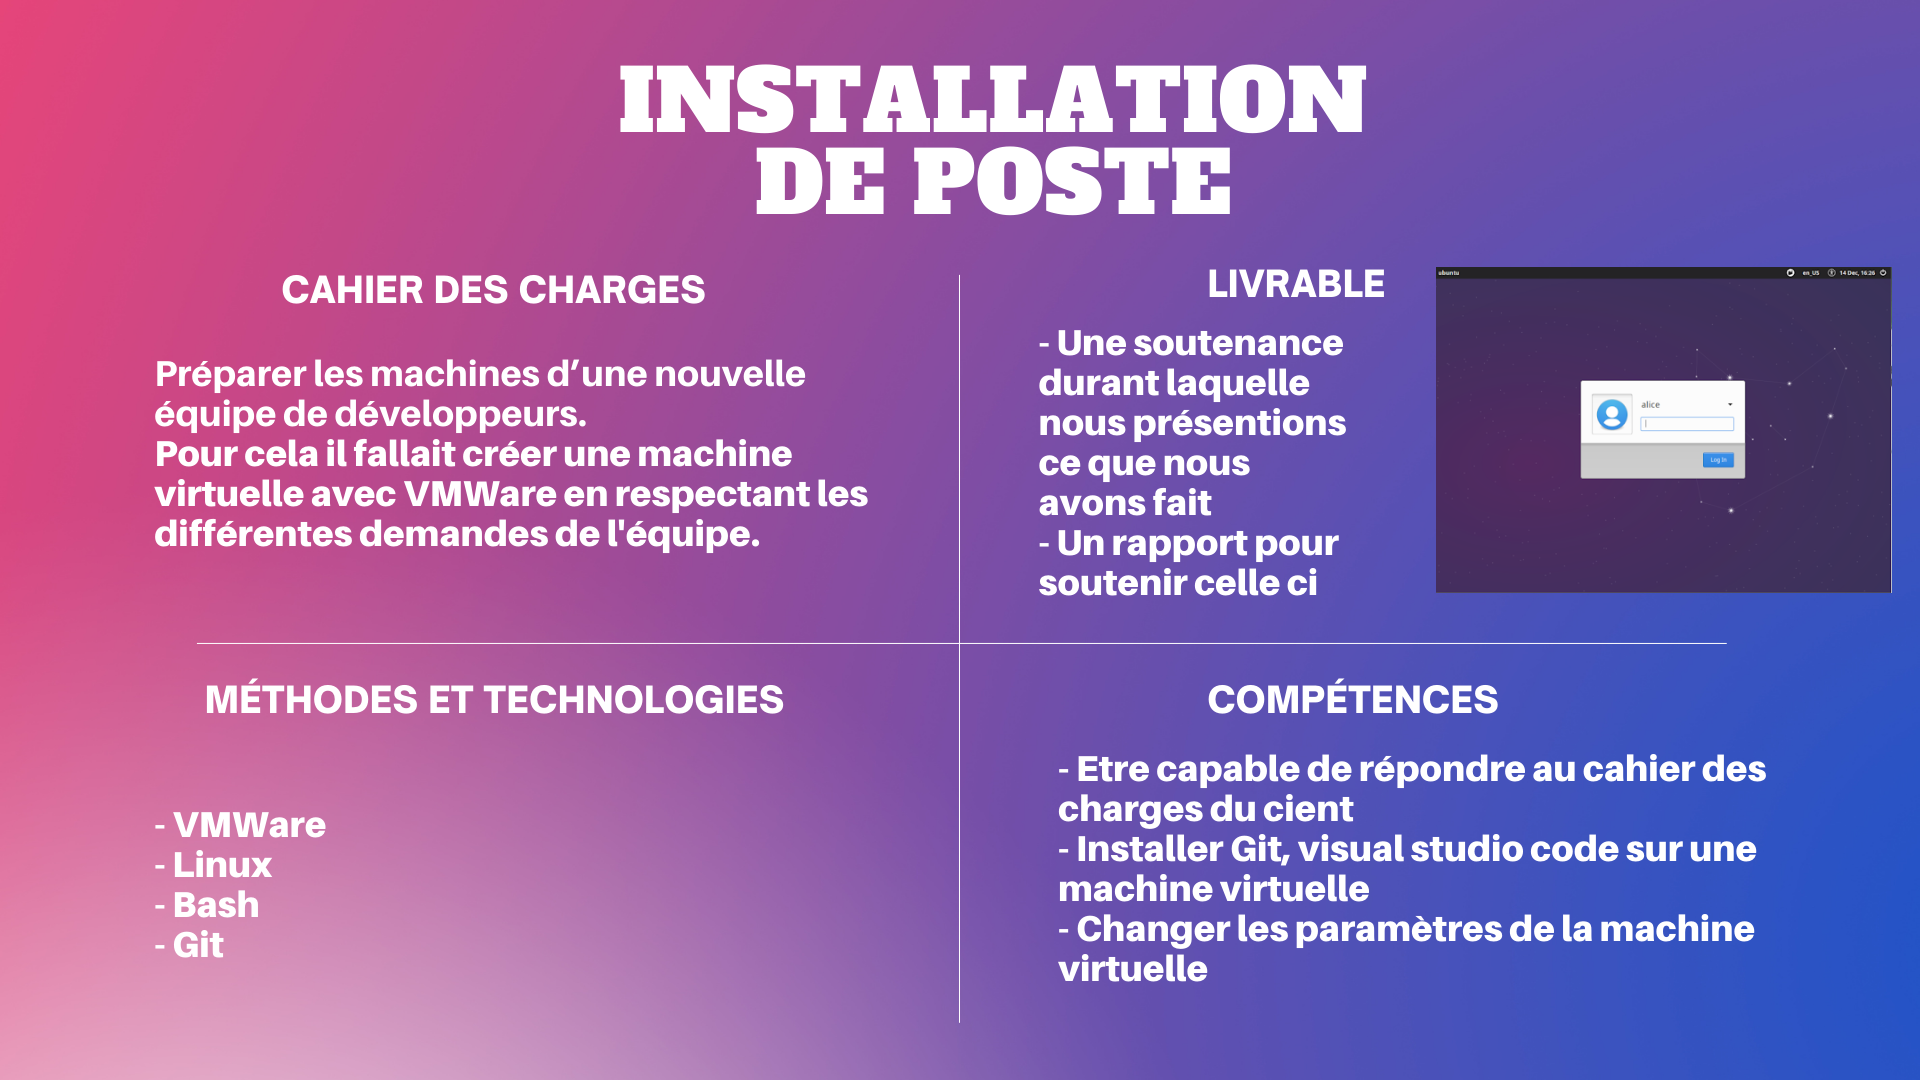 INSTALLATION
DE POSTE
CAHIER DES CHARGES
Préparer les machines d’une nouvelle
équipe de développeurs.
Pour cela il fallait créer une machine
virtuelle avec VMWare en respectant les
différentes demandes de l'équipe.
LIVRABLE
- Une soutenance
durant laquelle
nous présentions
ce que nous
avons fait
- Un rapport pour
soutenir celle ci
ubuntu
en_US 14 Dec, 16:26
alice
Log In
MÉTHODES ET TECHNOLOGIES
- VMWare
- Linux
- Bash
- Git
COMPÉTENCES
- Etre capable de répondre au cahier des
charges du cient
- Installer Git, visual studio code sur une
machine virtuelle
- Changer les paramètres de la machine
virtuelle